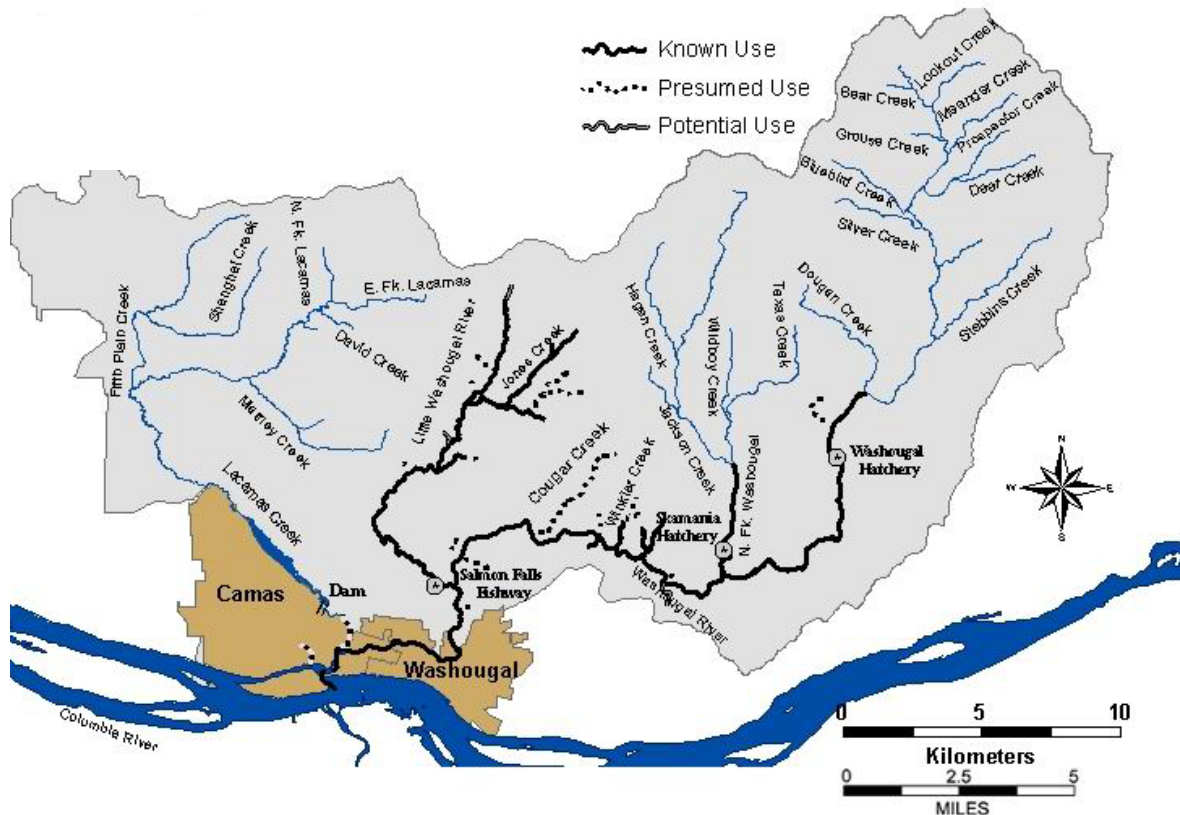 Known Use
Presumed Use
Potential Use
Lookout Creek
Bear Creek
Meander Creek
Prospector Creek
Grouse Creek
Bluebird Creek
Deer Creek
Silver Creek
Stebbins Creek
Dougan Creek
Texas Creek
Wildboy Creek
Hagen Creek
Jackson Creek
N. Fk. Washougal
Shanghai Creek
N. Fk. Lacamas
E. Fk. Lacamas
David Creek
Fifth Plain Creek
Matney Creek
Lacamas Creek
Little Washougal River
Jones Creek
Cougar Creek
Winkler Creek
Skamania
Hatchery
Washougal
Hatchery
Washougal River
Salmon Falls
Fishway
Dam
Camas
Washougal
Columbia River
N
W
E
S
0 5 10
Kilometers
0 2.5 5
MILES